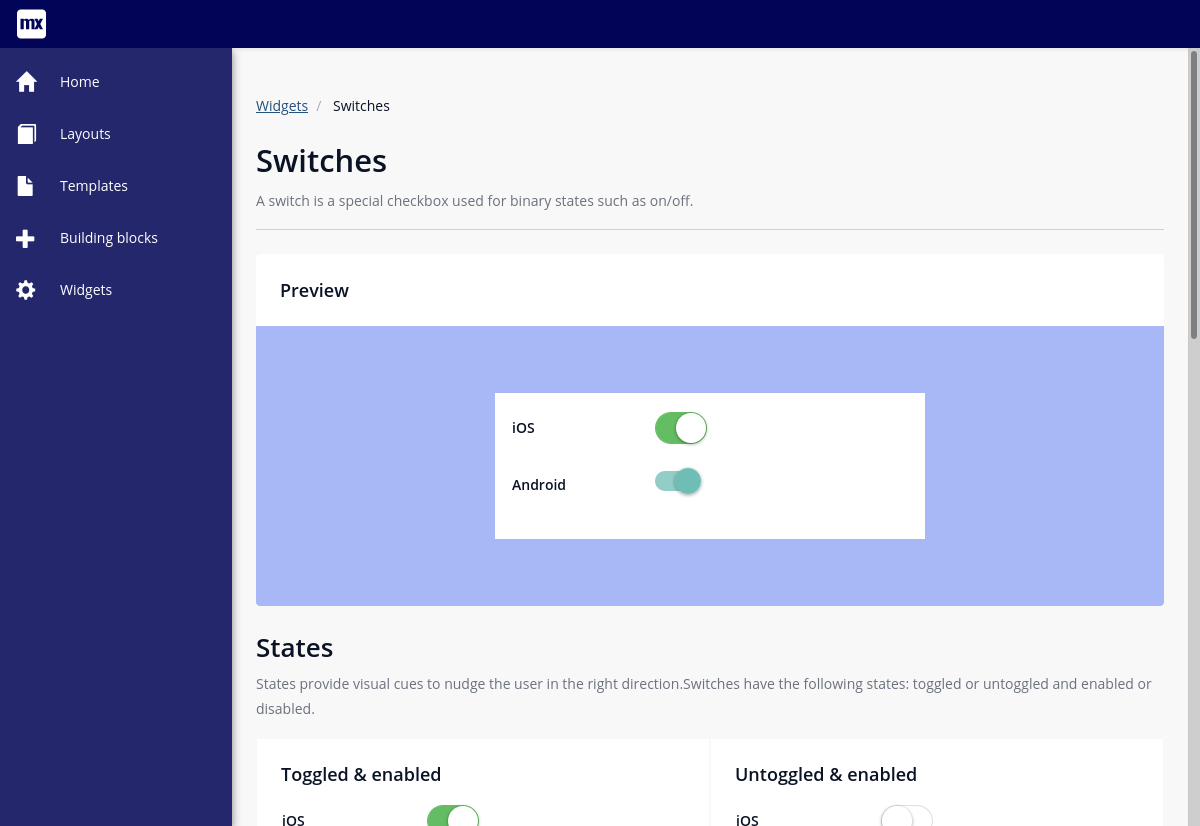 mx
Home
Layouts
Templates
Building blocks
Widgets
Widgets / Switches
Switches
A switch is a special checkbox used for binary states such as on/off.
Preview
iOS
Android
States
States provide visual cues to nudge the user in the right direction.Switches have the following states: toggled or untoggled and enabled or
disabled.
Toggled & enabled
iOS
Untoggled & enabled
iOS